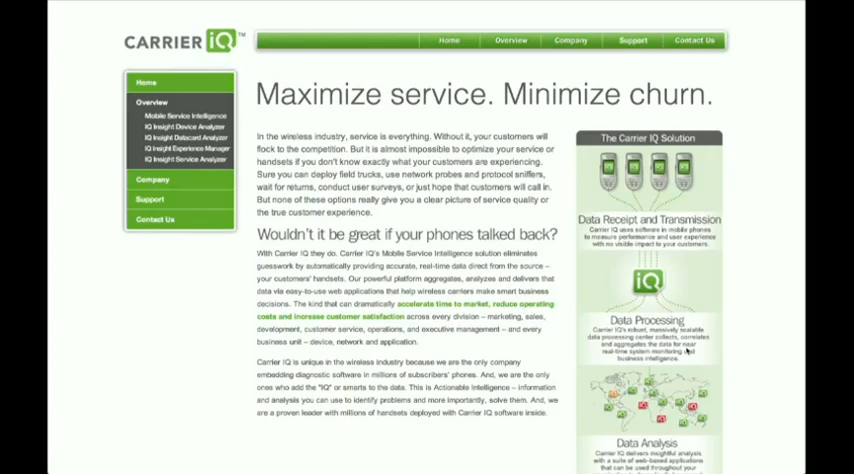 CARRIER iQ™
Home Overview Company Support Contact Us
Home
Overview
Mobile Service Intelligence
IQ Insight Device Analyzer
IQ Insight Datacard Analyzer
IQ Insight Experience Manager
IQ Insight Service Analyzer
Company
Support
Contact Us
Maximize service. Minimize churn.
In the wireless industry, service is everything. Without it, your customers will
flock to the competition. But it is almost impossible to optimize your service or
handsets if you don't know exactly what your customers are experiencing.
Sure you can deploy field trucks, use network probes and protocol sniffers,
wait for returns, conduct user surveys, or just hope that customers will call in.
But none of these options really give you a clear picture of service quality or
the true customer experience.
Wouldn't it be great if your phones talked back?
With Carrier IQ they do. Carrier IQ's Mobile Service Intelligence solution eliminates
guesswork by automatically providing accurate, real-time data direct from the source –
your customers' handsets. Our powerful platform aggregates, analyzes and delivers that
data via easy-to-use web applications that help wireless carriers make smart business
decisions. The kind that can dramatically accelerate time to market, reduce operating
costs and increase customer satisfaction across every division – marketing, sales,
development, customer service, operations, and executive management – and every
business unit – device, network and application.
Carrier IQ is unique in the wireless industry because we are the only company
embedding diagnostic software in millions of subscribers' phones. And, we are the only
ones who add the "IQ" or smarts to the data. This is Actionable Intelligence – information
and analysis you can use to identify problems and more importantly, solve them. And, we
are a proven leader with millions of handsets deployed with Carrier IQ software inside.
The Carrier IQ Solution
Data Receipt and Transmission
Carrier IQ uses software in mobile phones
to measure performance and user experience
with no visible impact to your customers.
iQ
Data Processing
Carrier IQ's robust, massively scalable
data processing center collects, correlates
and aggregates the data for near
real-time system monitoring and
business intelligence.
Data Analysis
Carrier IQ delivers insightful analysis
with a suite of web-based applications
that can be used throughout your